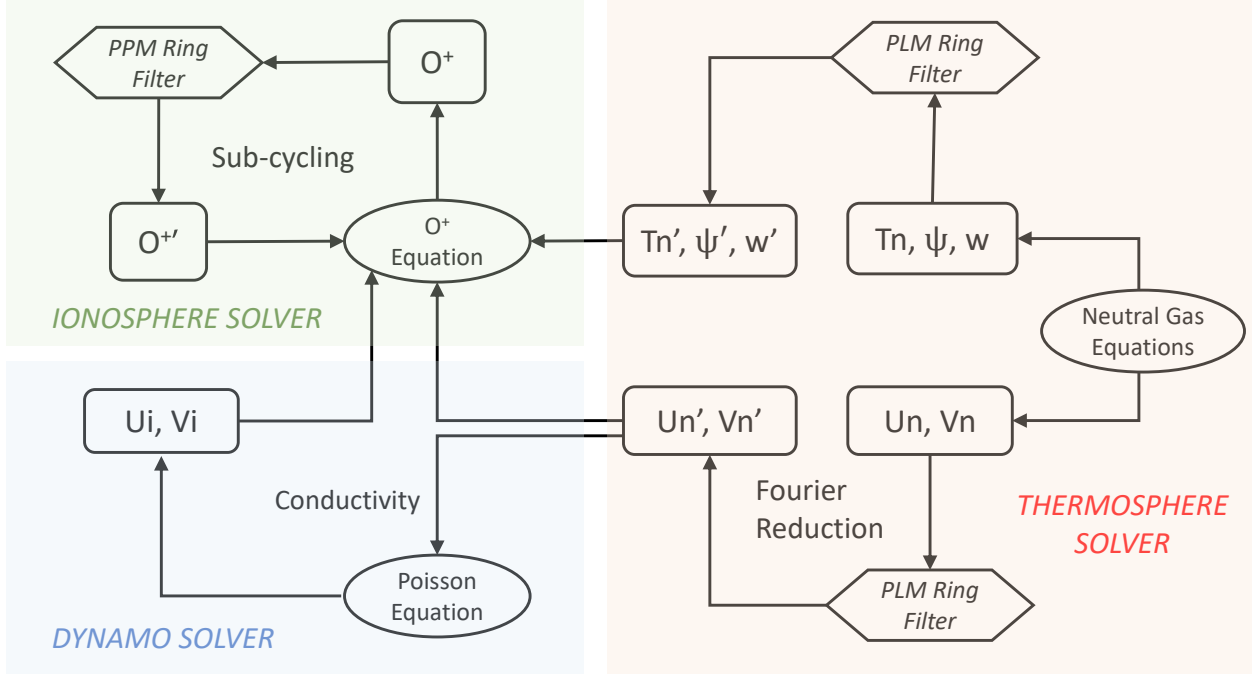 PPM Ring
Filter
O⁺
Sub-cycling
O⁺′
O⁺
Equation
IONOSPHERE SOLVER
Ui, Vi
Conductivity
Poisson
Equation
DYNAMO SOLVER
PLM Ring
Filter
Tn′, ψ′, w′
Tn, ψ, w
Neutral Gas
Equations
Un′, Vn′
Un, Vn
Fourier
Reduction
THERMOSPHERE
SOLVER
PLM Ring
Filter